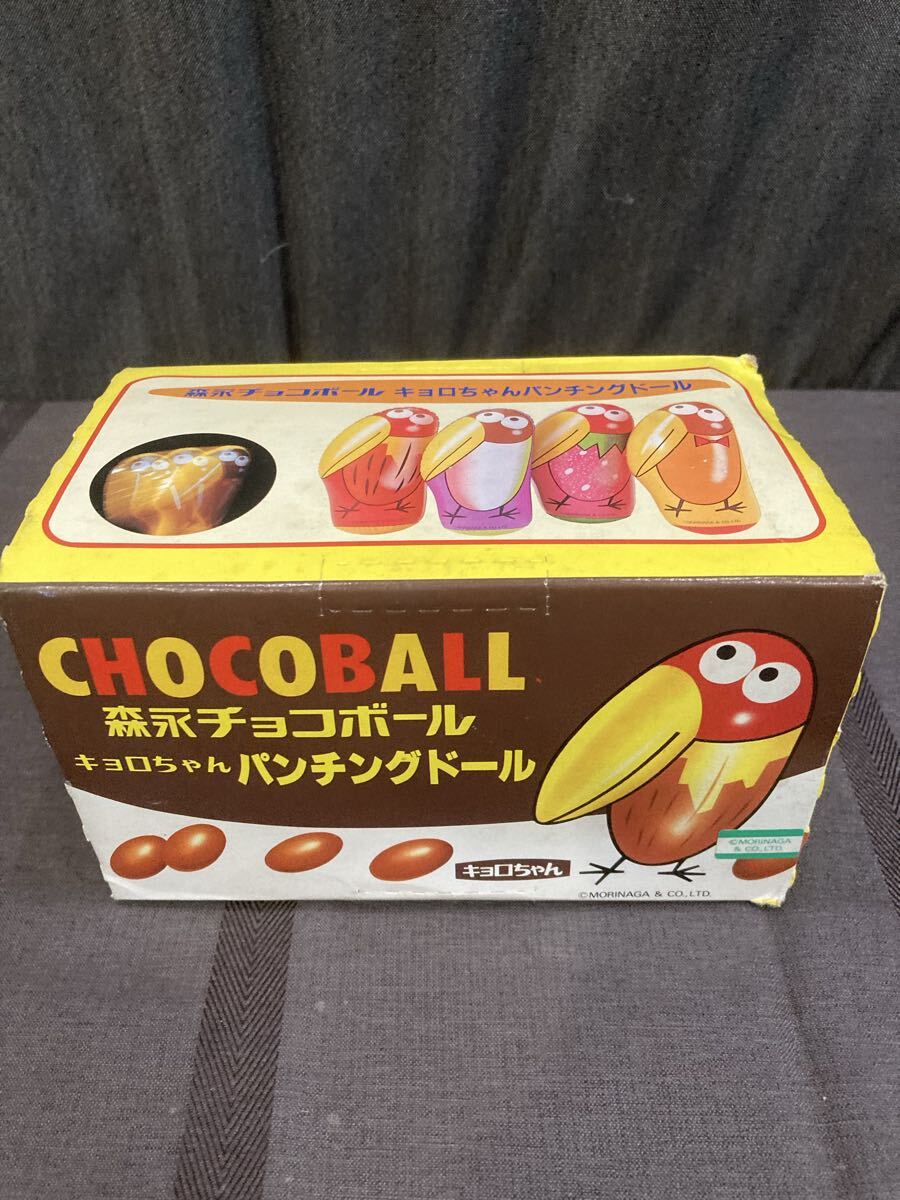 森永チョコボール キョロちゃんパンチングドール
©MORINAGA & CO.,LTD.
CHOCOBALL
森永チョコボール
キョロちゃん パンチングドール
キョロちゃん
©MORINAGA
& CO.,LTD.
©MORINAGA & CO.,LTD.